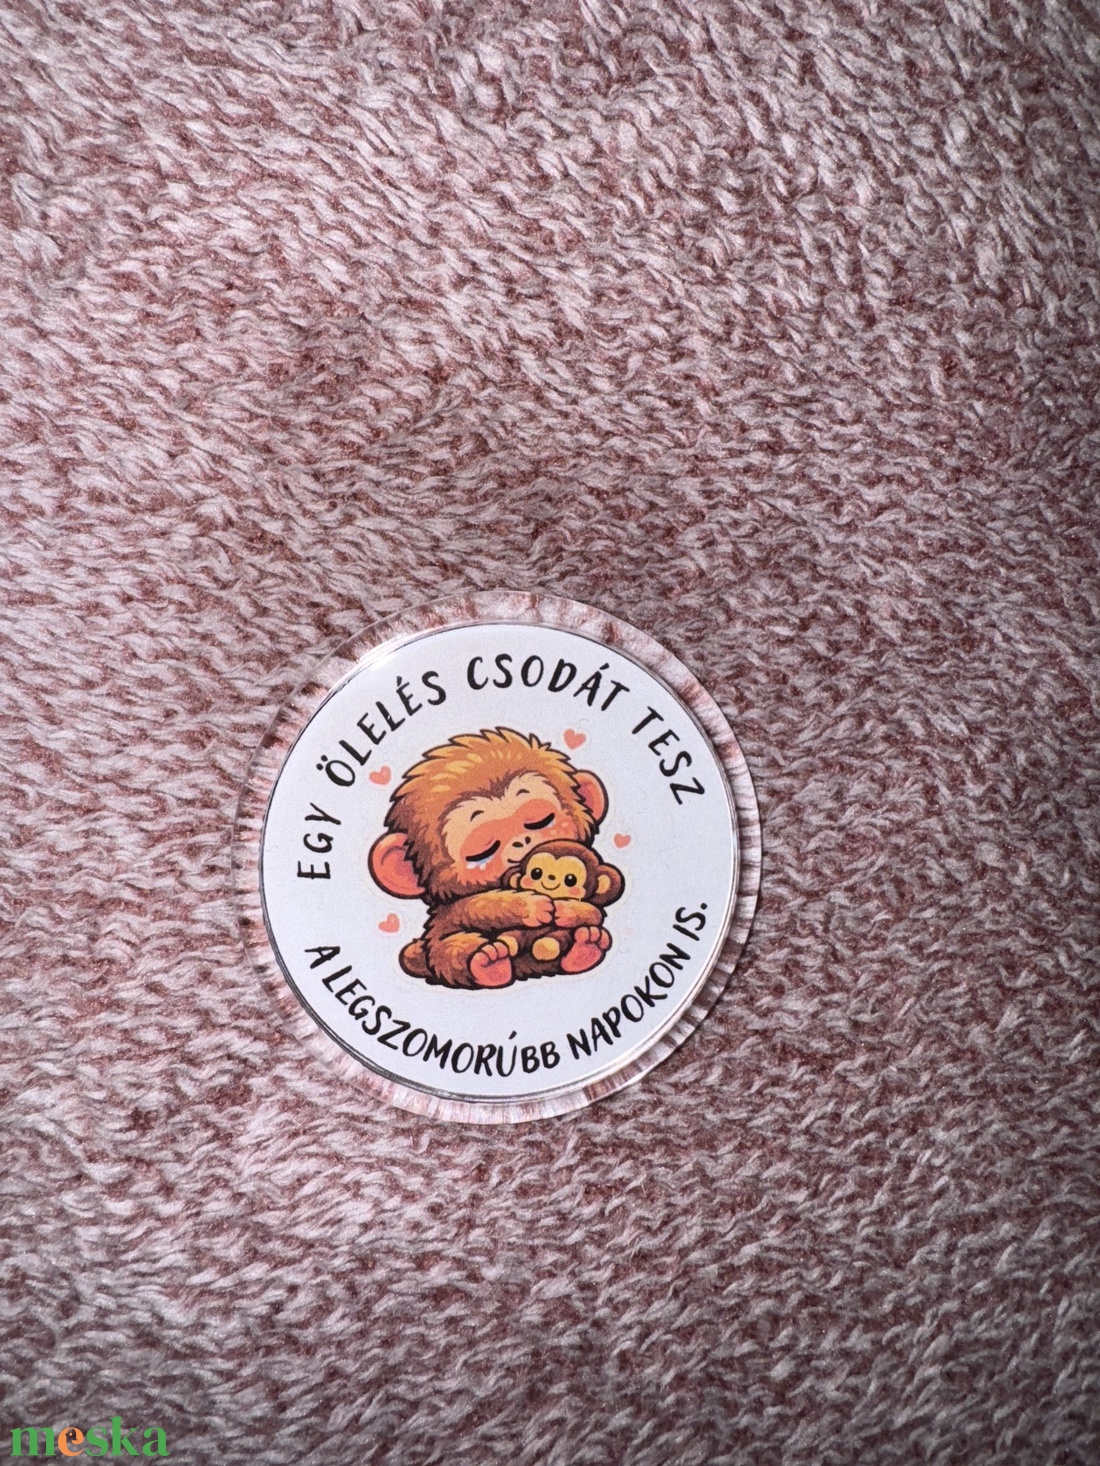 EGY ÖLELÉS CSODÁT TESZ
A LEGSZOMORÚBB NAPOKON IS.
meska